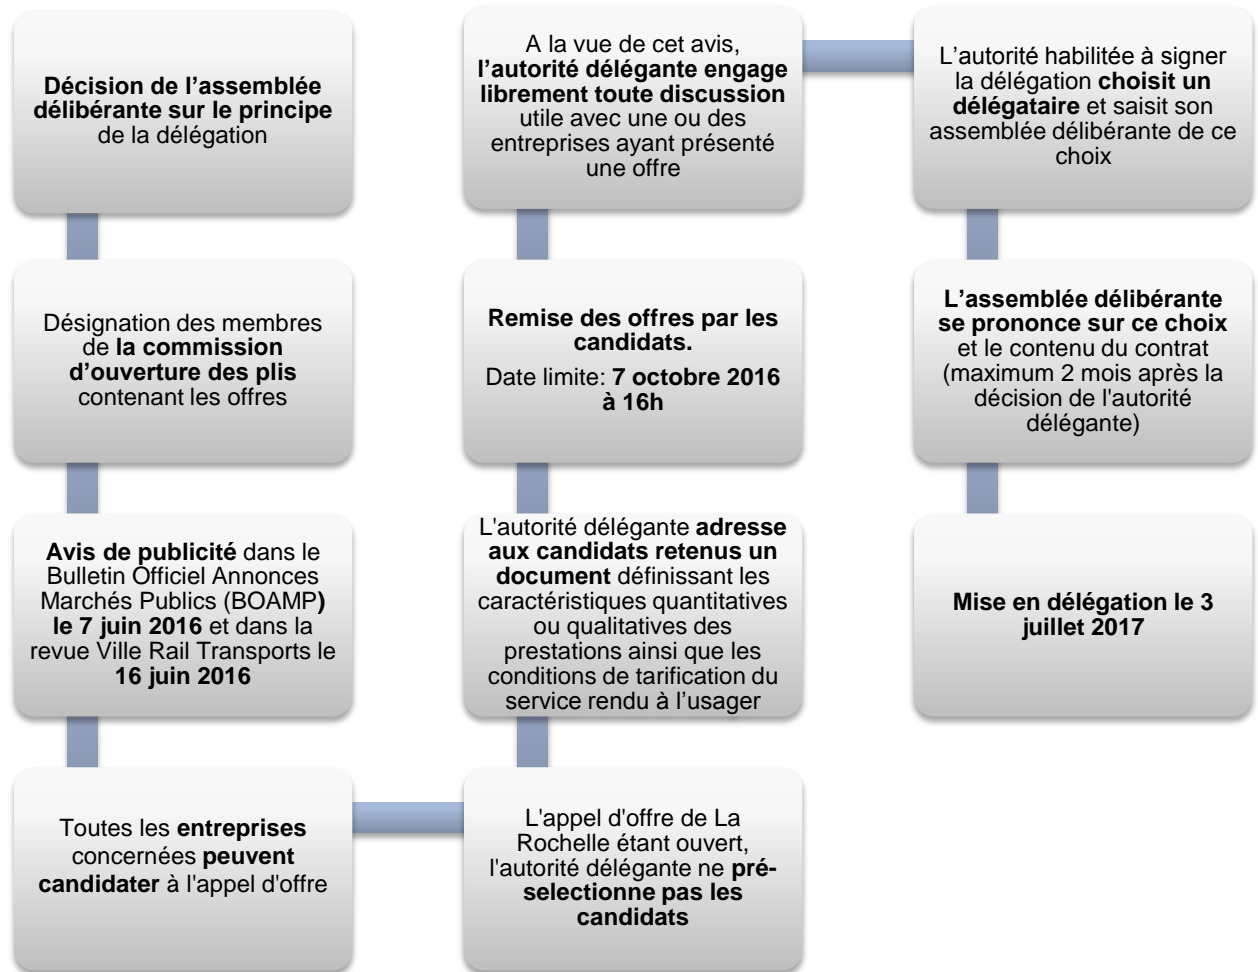 Décision de l’assemblée
délibérante sur le principe
de la délégation
Désignation des membres
de la commission
d’ouverture des plis
contenant les offres
Avis de publicité dans le
Bulletin Officiel Annonces
Marchés Publics (BOAMP)
le 7 juin 2016 et dans la
revue Ville Rail Transports le
16 juin 2016
Toutes les entreprises
concernées peuvent
candidater à l'appel d'offre
L'appel d'offre de La
Rochelle étant ouvert,
l'autorité délégante ne pré-
selectionne pas les
candidats
L'autorité délégante adresse
aux candidats retenus un
document définissant les
caractéristiques quantitatives
ou qualitatives des
prestations ainsi que les
conditions de tarification du
service rendu à l’usager
Remise des offres par les
candidats.
Date limite: 7 octobre 2016
à 16h
A la vue de cet avis,
l’autorité délégante engage
librement toute discussion
utile avec une ou des
entreprises ayant présenté
une offre
L’autorité habilitée à signer
la délégation choisit un
délégataire et saisit son
assemblée délibérante de ce
choix
L’assemblée délibérante
se prononce sur ce choix
et le contenu du contrat
(maximum 2 mois après la
décision de l'autorité
délégante)
Mise en délégation le 3
juillet 2017